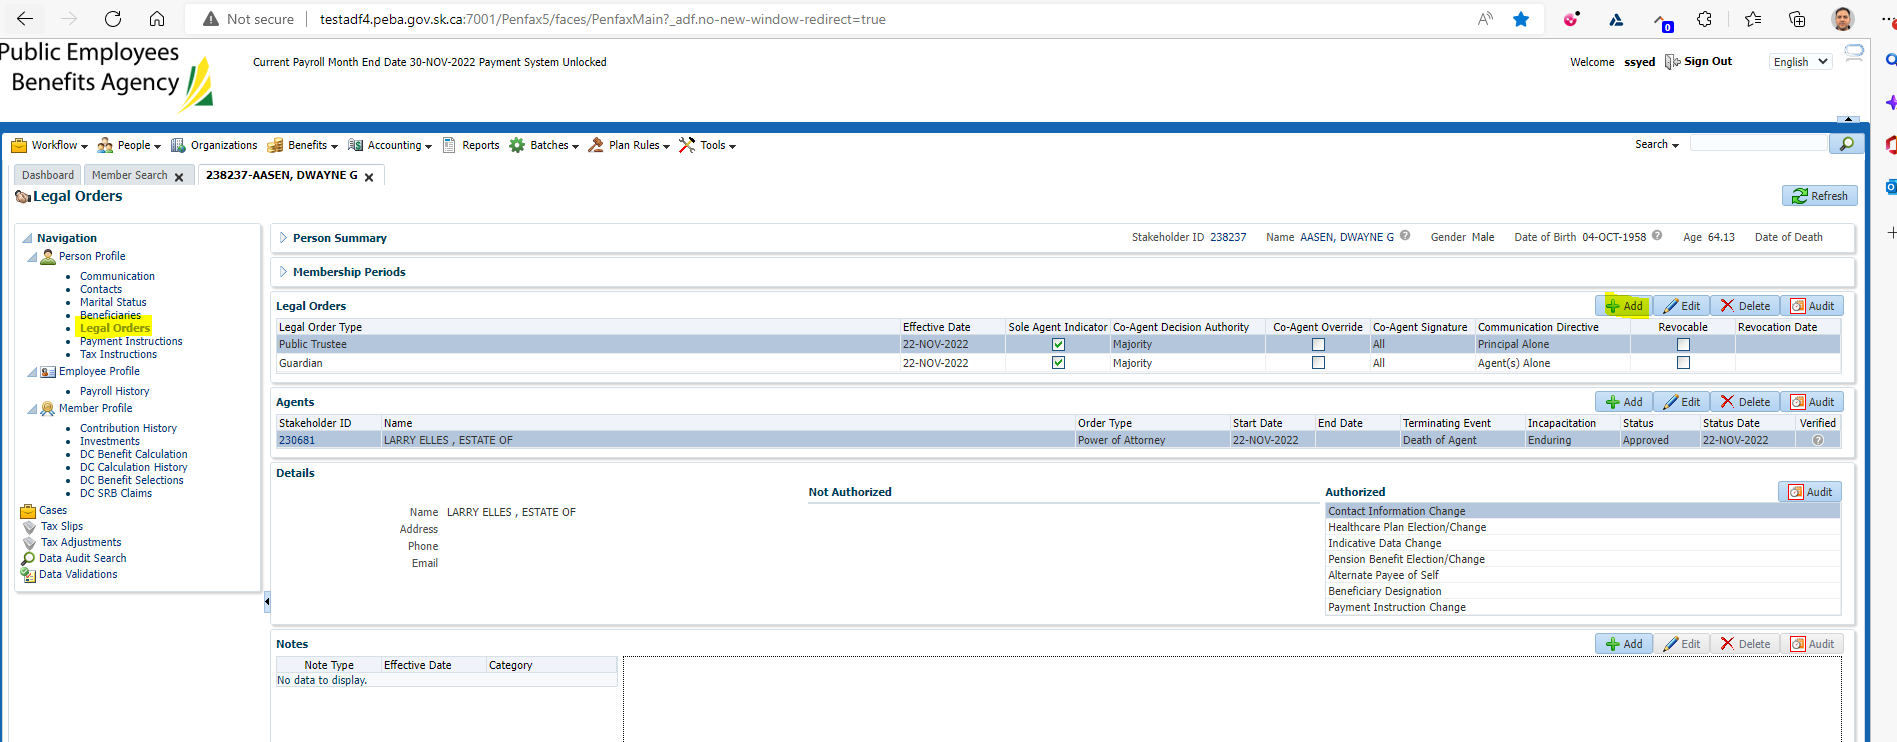 Not secure testadf4.peba.gov.sk.ca:7001/Penfax5/faces/PenfaxMain?_adf.no-new-window-redirect=true
0
Public Employees
Benefits Agency
Current Payroll Month End Date 30-NOV-2022 Payment System Unlocked
Welcome ssyed Sign Out English
Workflow People Organizations Benefits Accounting Reports Batches Plan Rules Tools Search
Dashboard Member Search 238237-AASEN, DWAYNE G
Legal Orders Refresh
Navigation
Person Profile
Communication
Contacts
Marital Status
Beneficiaries
Legal Orders
Payment Instructions
Tax Instructions
Employee Profile
Payroll History
Member Profile
Contribution History
Investments
DC Benefit Calculation
DC Calculation History
DC Benefit Selections
DC SRB Claims
Cases
Tax Slips
Tax Adjustments
Data Audit Search
Data Validations
Person Summary Stakeholder ID 238237 Name AASEN, DWAYNE G Gender Male Date of Birth 04-OCT-1958 Age 64.13 Date of Death
Membership Periods
Legal Orders Add Edit Delete Audit
Legal Order Type Effective Date Sole Agent Indicator Co-Agent Decision Authority Co-Agent Override Co-Agent Signature Communication Directive Revocable Revocation Date
Public Trustee 22-NOV-2022 Majority All Principal Alone
Guardian 22-NOV-2022 Majority All Agent(s) Alone
Agents Add Edit Delete Audit
Stakeholder ID Name Order Type Start Date End Date Terminating Event Incapacitation Status Status Date Verified
230681 LARRY ELLES , ESTATE OF Power of Attorney 22-NOV-2022 Death of Agent Enduring Approved 22-NOV-2022
Details
Name LARRY ELLES , ESTATE OF
Address
Phone
Email
Not Authorized
Authorized Audit
Contact Information Change
Healthcare Plan Election/Change
Indicative Data Change
Pension Benefit Election/Change
Alternate Payee of Self
Beneficiary Designation
Payment Instruction Change
Notes Add Edit Delete Audit
Note Type Effective Date Category
No data to display.